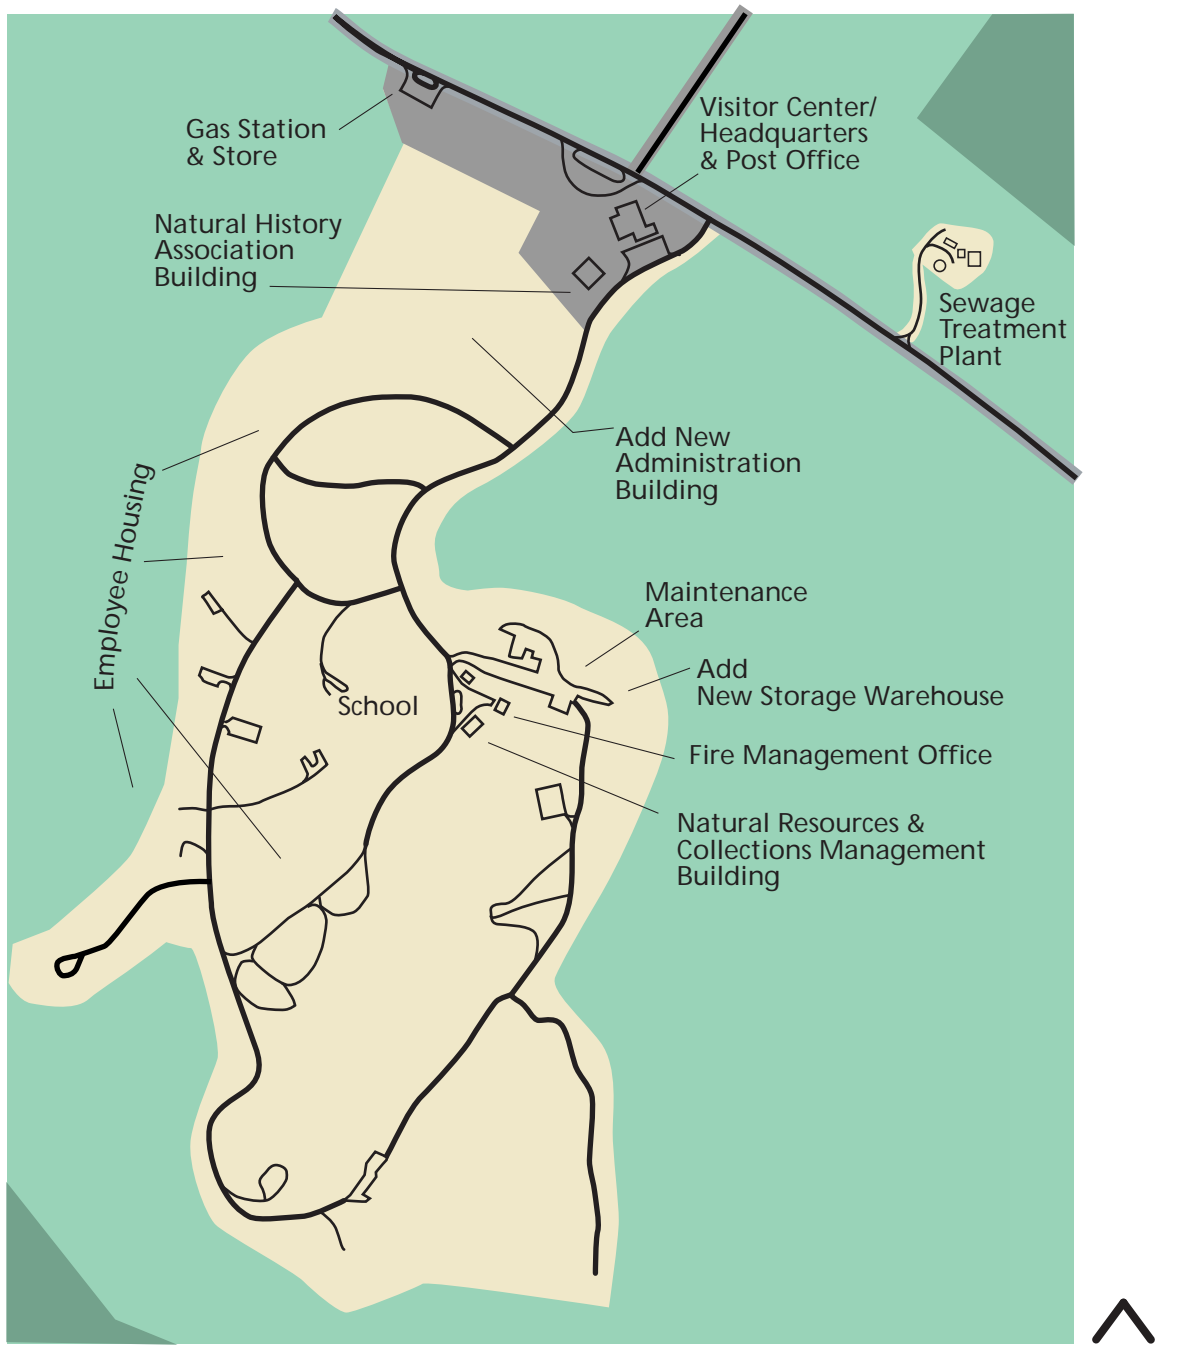 Gas Station
& Store
Visitor Center/
Headquarters
& Post Office
Natural History
Association
Building
Sewage
Treatment
Plant
Add New
Administration
Building
Employee Housing
Maintenance
Area
Add
New Storage Warehouse
School
Fire Management Office
Natural Resources &
Collections Management
Building